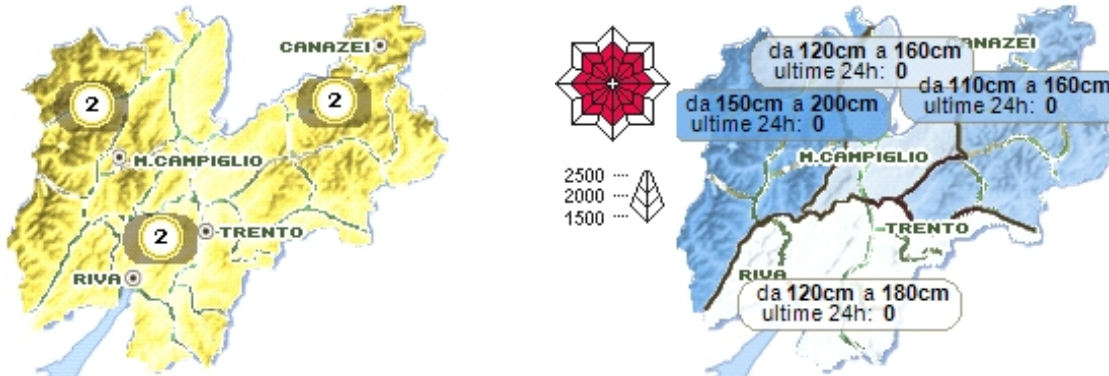 CANAZEI
2
2
M.CAMPIGLIO
2
TRENTO
RIVA
2500
2000
1500
da 120cm a 160cm
ultime 24h: 0
ANAZEI
da 110cm a 160cm
ultime 24h: 0
da 150cm a 200cm
ultime 24h: 0
M.CAMPIGLIO
TRENTO
RIVA
da 120cm a 180cm
ultime 24h: 0